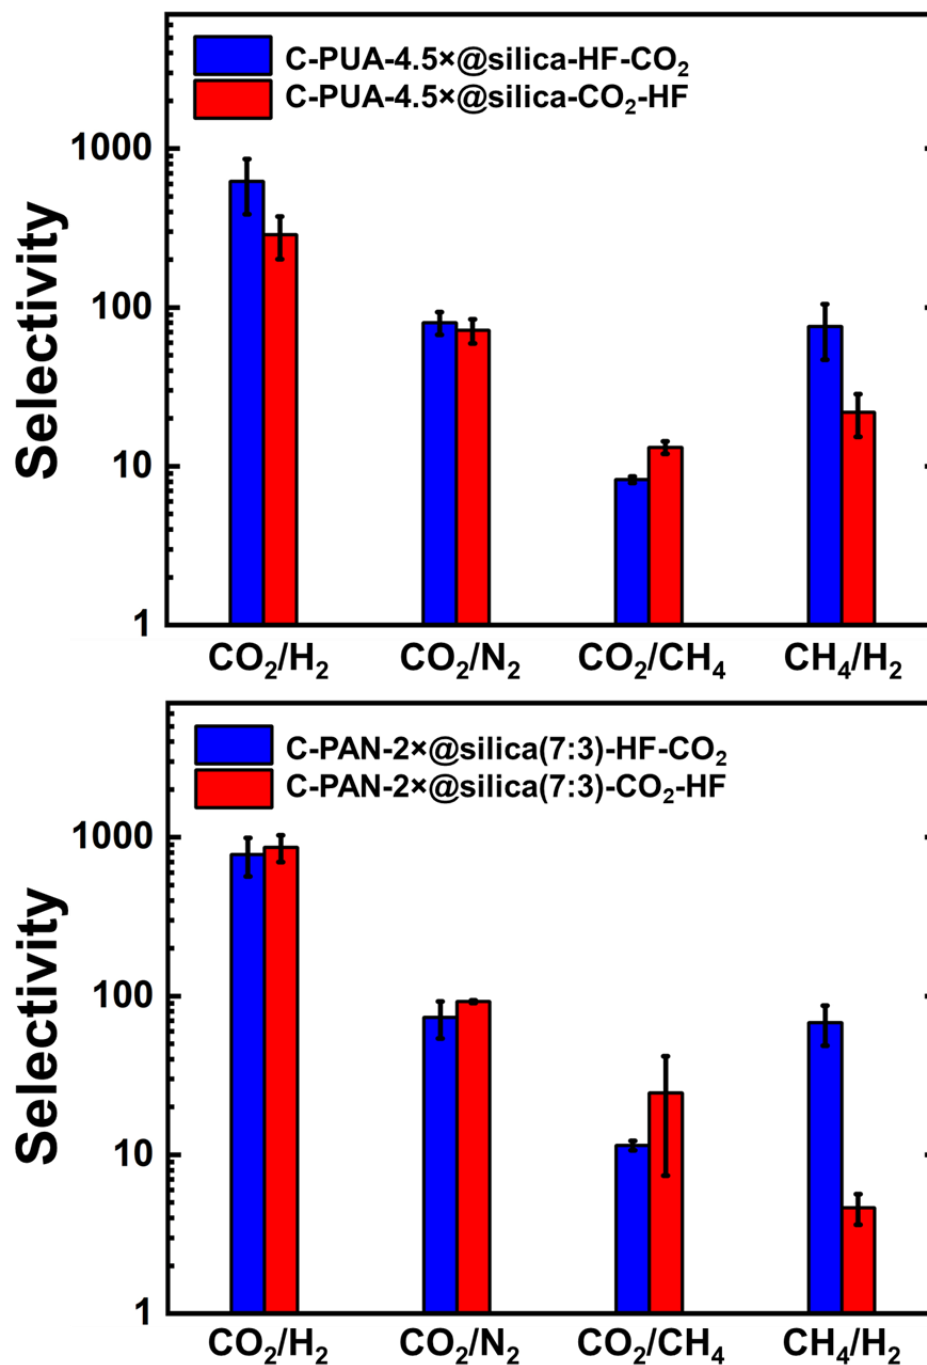 C-PUA-4.5×@silica-HF-CO₂
C-PUA-4.5×@silica-CO₂-HF
Selectivity
1000
100
10
1
CO₂/H₂ CO₂/N₂ CO₂/CH₄ CH₄/H₂
C-PAN-2×@silica(7:3)-HF-CO₂
C-PAN-2×@silica(7:3)-CO₂-HF
Selectivity
1000
100
10
1
CO₂/H₂ CO₂/N₂ CO₂/CH₄ CH₄/H₂